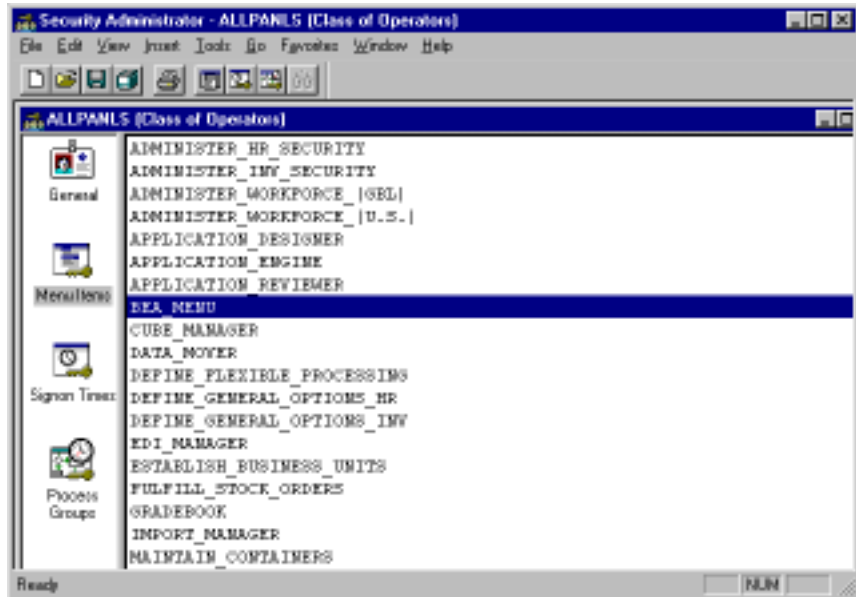 Security Administrator - ALLPANLS (Class of Operators)
File Edit View Insert Tools Go Favorites Window Help
ALLPANLS (Class of Operators)
General
Menu Items
Signon Times
Process
Groups
ADMINISTER_HR_SECURITY
ADMINISTER_INV_SECURITY
ADMINISTER_WORKFORCE_|GBL|
ADMINISTER_WORKFORCE_|U.S.|
APPLICATION_DESIGNER
APPLICATION_ENGINE
APPLICATION_REVIEWER
BEA_MENU
CUBE_MANAGER
DATA_MOVER
DEFINE_FLEXIBLE_PROCESSING
DEFINE_GENERAL_OPTIONS_HR
DEFINE_GENERAL_OPTIONS_INV
EDI_MANAGER
ESTABLISH_BUSINESS_UNITS
FULFILL_STOCK_ORDERS
GRADEBOOK
IMPORT_MANAGER
MAINTAIN_CONTAINERS
Ready
NUM